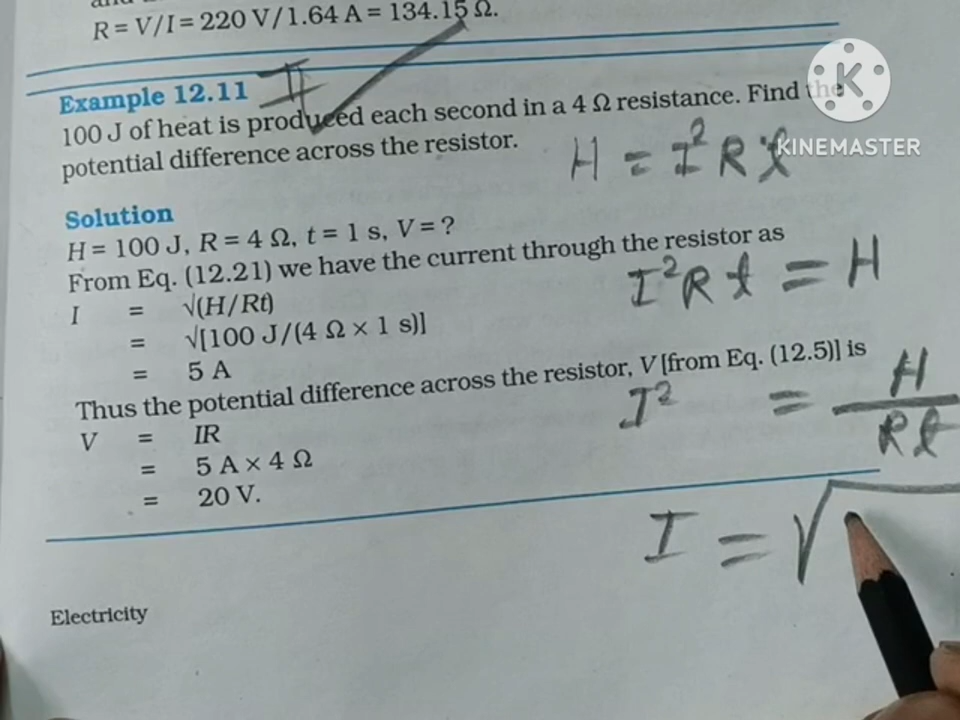 R = V/I = 220 V/1.64 A = 134.15 Ω.
Example 12.11
100 J of heat is produced each second in a 4 Ω resistance. Find the
potential difference across the resistor.
H = I²Rt
KINEMASTER
Solution
H = 100 J, R = 4 Ω, t = 1 s, V = ?
From Eq. (12.21) we have the current through the resistor as
I = √(H/Rt)
I²Rt = H
= √[100 J/(4 Ω × 1 s)]
= 5 A
Thus the potential difference across the resistor, V [from Eq. (12.5)] is
I² = H/Rt
V = IR
= 5 A × 4 Ω
= 20 V.
I = √
Electricity